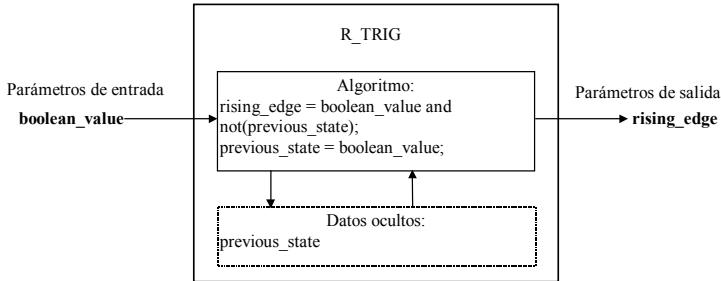 R_TRIG
Parámetros de entrada
boolean_value
Algoritmo:
rising_edge = boolean_value and
not(previous_state);
previous_state = boolean_value;
Parámetros de salida
rising_edge
Datos ocultos:
previous_state